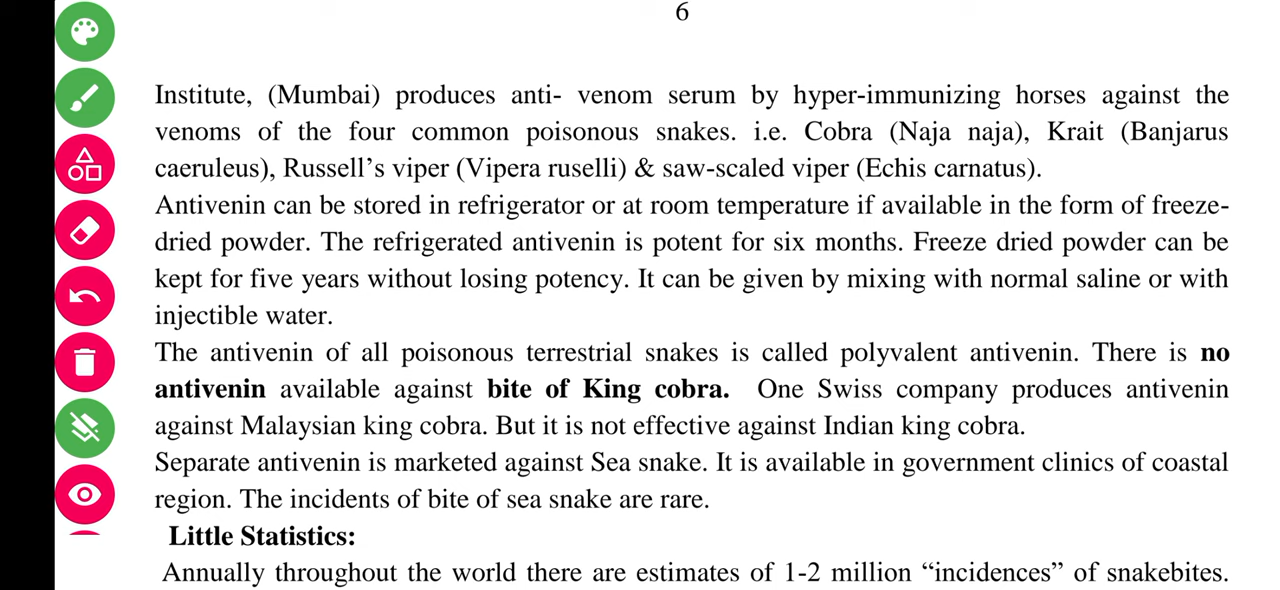 6
Institute, (Mumbai) produces anti- venom serum by hyper-immunizing horses against the
venoms of the four common poisonous snakes. i.e. Cobra (Naja naja), Krait (Banjarus
caeruleus), Russell’s viper (Vipera ruselli) & saw-scaled viper (Echis carnatus).
Antivenin can be stored in refrigerator or at room temperature if available in the form of freeze-
dried powder. The refrigerated antivenin is potent for six months. Freeze dried powder can be
kept for five years without losing potency. It can be given by mixing with normal saline or with
injectible water.
The antivenin of all poisonous terrestrial snakes is called polyvalent antivenin. There is no
antivenin available against bite of King cobra. One Swiss company produces antivenin
against Malaysian king cobra. But it is not effective against Indian king cobra.
Separate antivenin is marketed against Sea snake. It is available in government clinics of coastal
region. The incidents of bite of sea snake are rare.
Little Statistics:
Annually throughout the world there are estimates of 1-2 million “incidences” of snakebites.